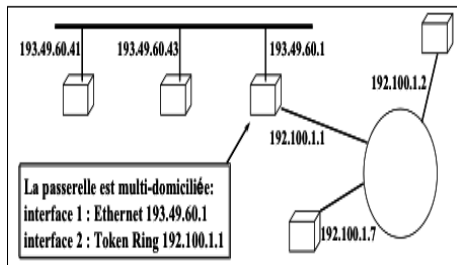 193.49.60.41
193.49.60.43
193.49.60.1
192.100.1.2
192.100.1.1
La passerelle est multi-domiciliée:
interface 1 : Ethernet 193.49.60.1
interface 2 : Token Ring 192.100.1.1
192.100.1.7